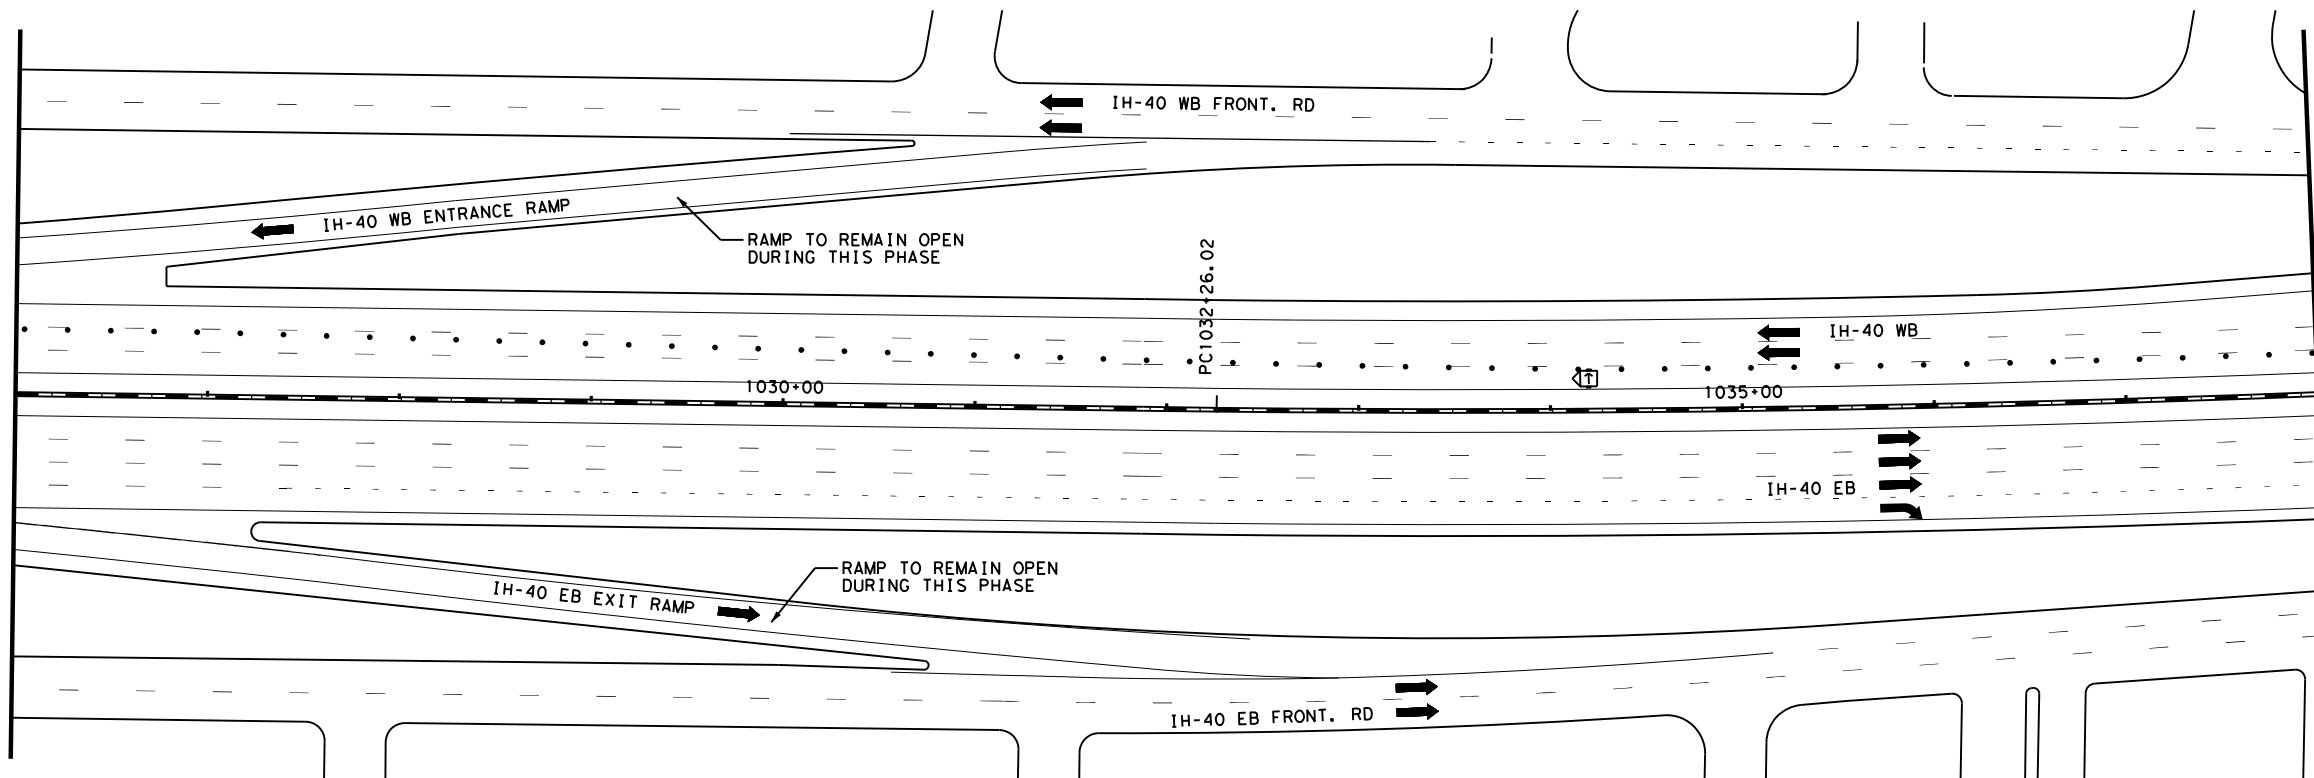 IH-40 WB FRONT. RD
IH-40 WB ENTRANCE RAMP
RAMP TO REMAIN OPEN
DURING THIS PHASE
PC1032+26.02
IH-40 WB
1030+00
1035+00
IH-40 EB
RAMP TO REMAIN OPEN
DURING THIS PHASE
IH-40 EB EXIT RAMP
IH-40 EB FRONT. RD